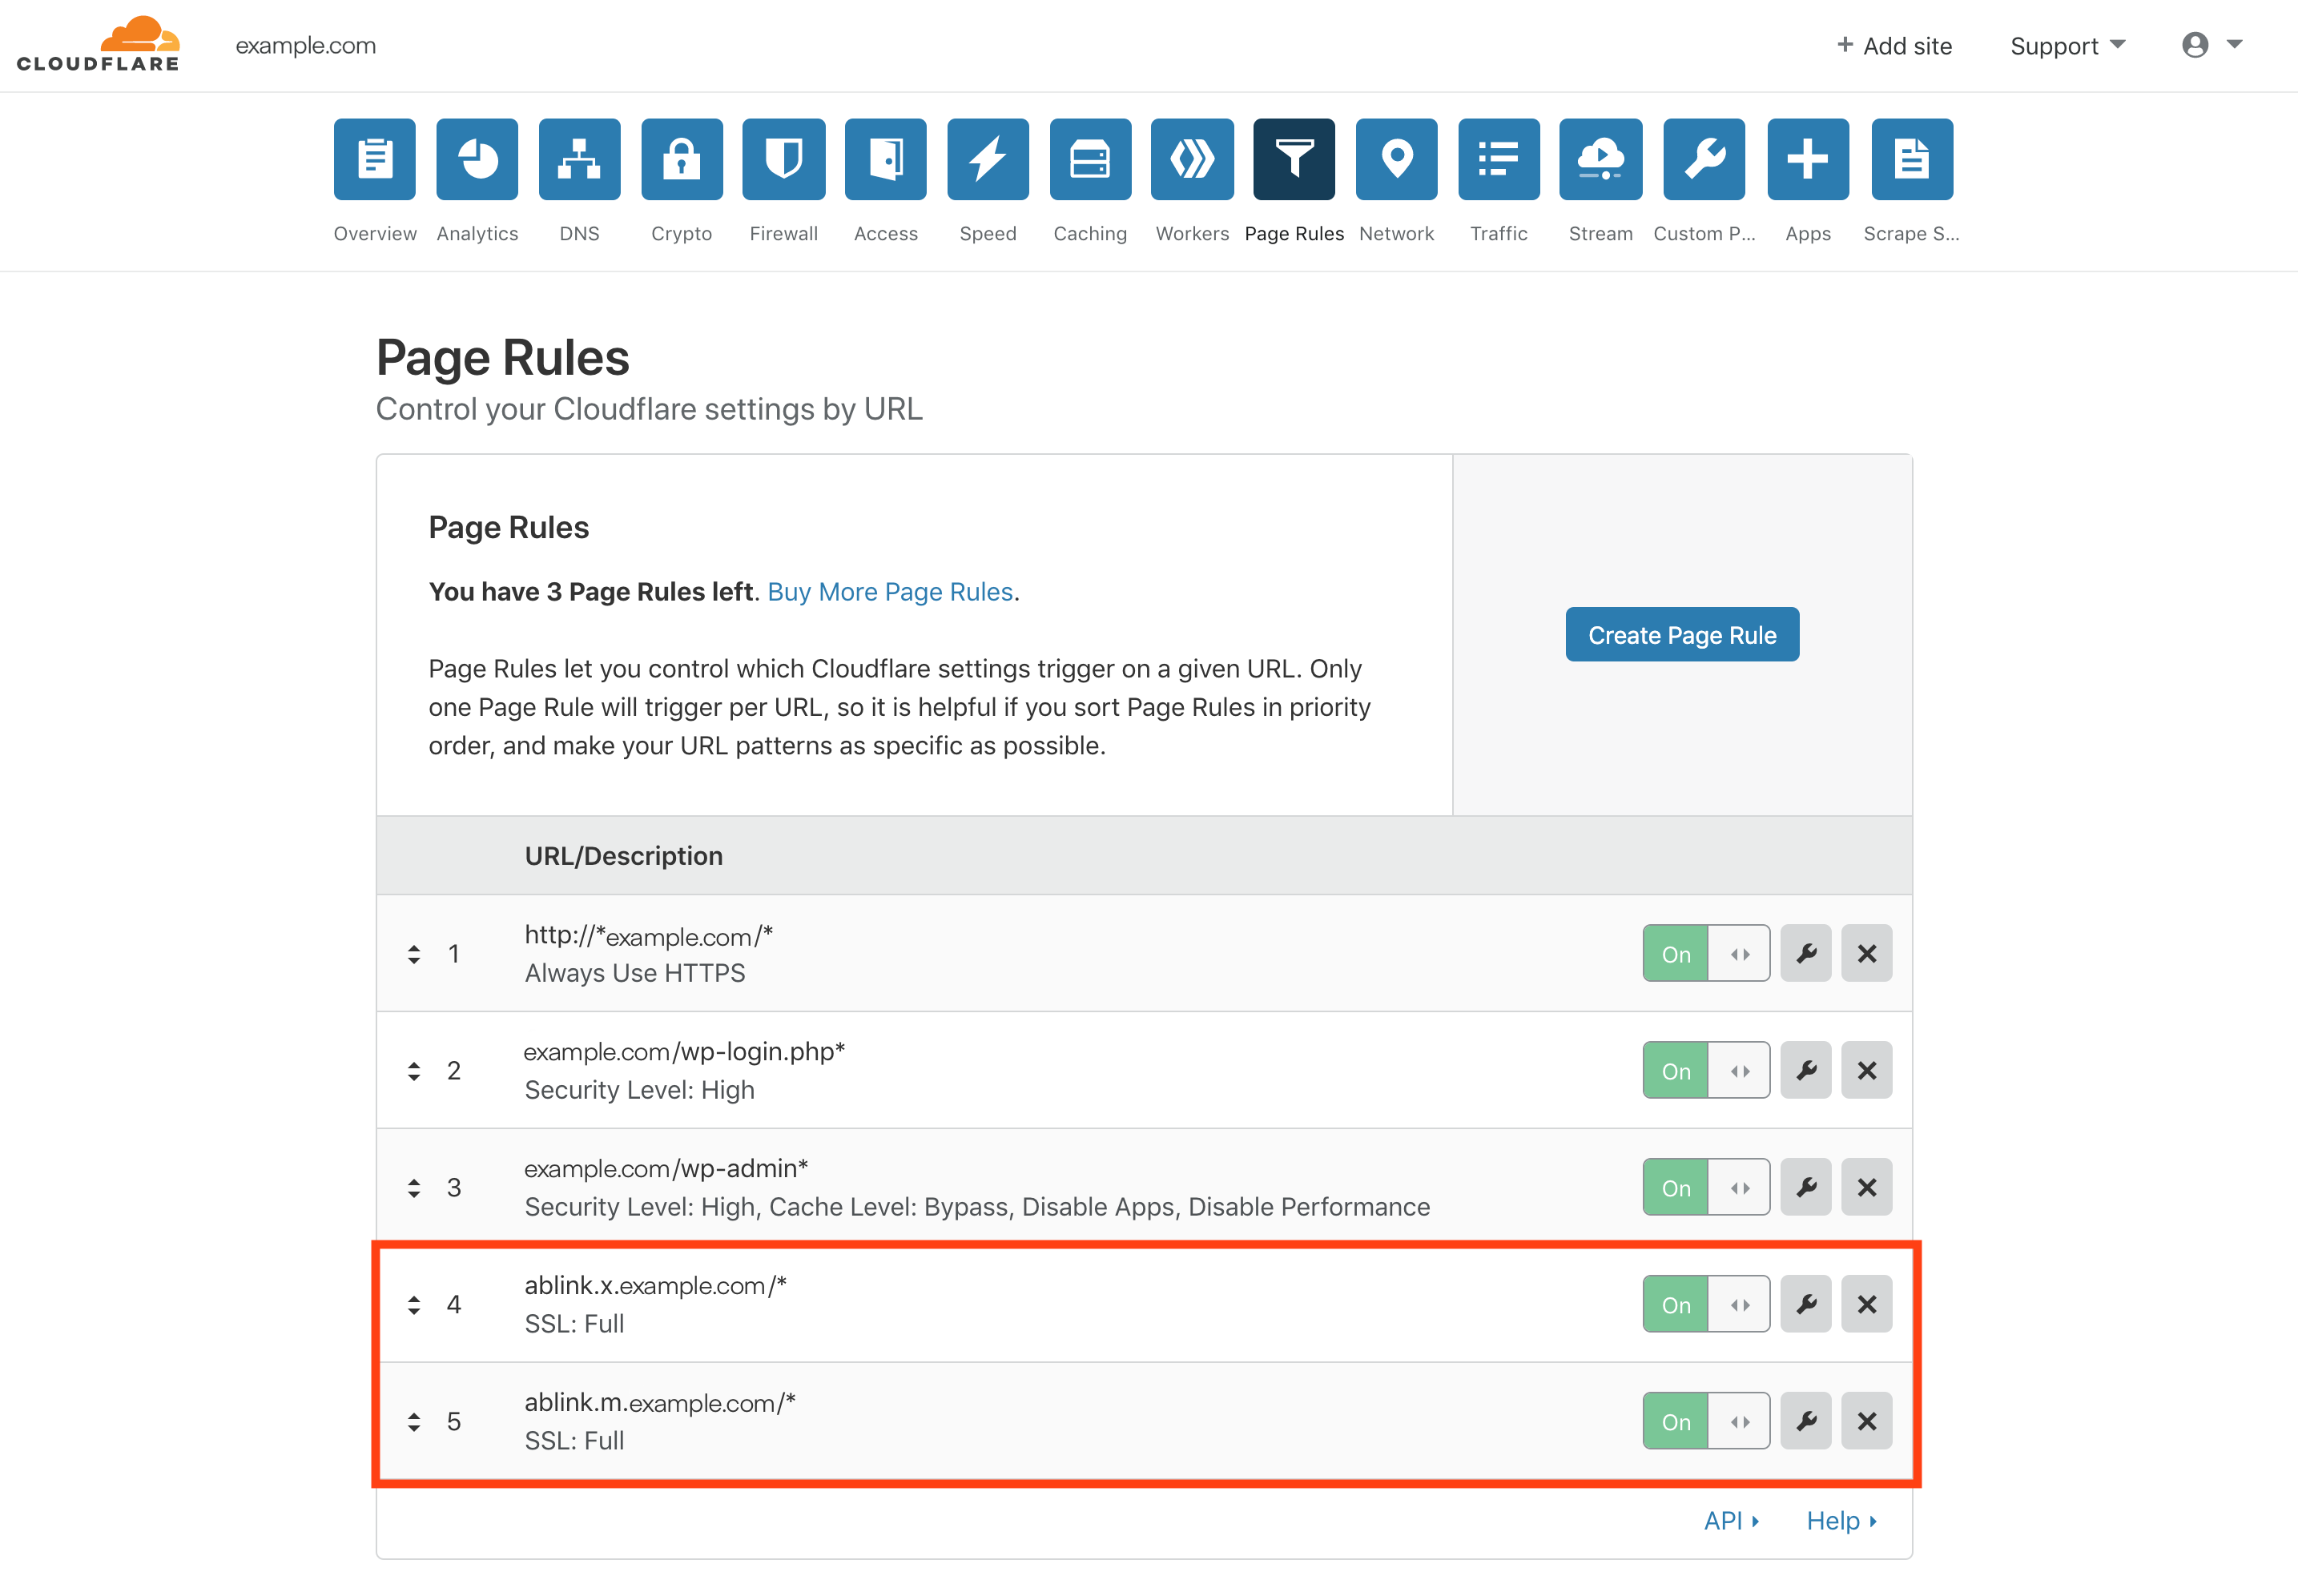 CLOUDFLARE
example.com
+ Add site
Support
Overview
Analytics
DNS
Crypto
Firewall
Access
Speed
Caching
Workers
Page Rules
Network
Traffic
Stream
Custom P...
Apps
Scrape S...
Page Rules
Control your Cloudflare settings by URL
Page Rules
You have 3 Page Rules left. Buy More Page Rules.
Page Rules let you control which Cloudflare settings trigger on a given URL. Only
one Page Rule will trigger per URL, so it is helpful if you sort Page Rules in priority
order, and make your URL patterns as specific as possible.
Create Page Rule
URL/Description
1
http://*example.com/*
Always Use HTTPS
On
2
example.com/wp-login.php*
Security Level: High
On
3
example.com/wp-admin*
Security Level: High, Cache Level: Bypass, Disable Apps, Disable Performance
On
4
ablink.x.example.com/*
SSL: Full
On
5
ablink.m.example.com/*
SSL: Full
On
API
Help